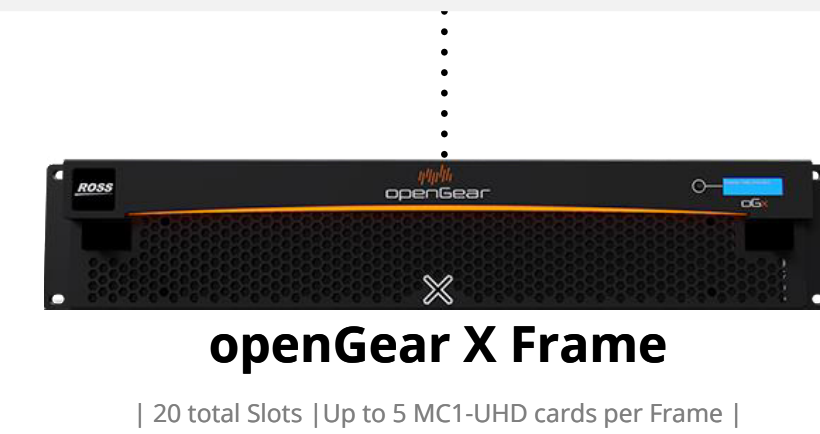 ROSS
openGear
oGx
X
openGear X Frame
| 20 total Slots |Up to 5 MC1-UHD cards per Frame |